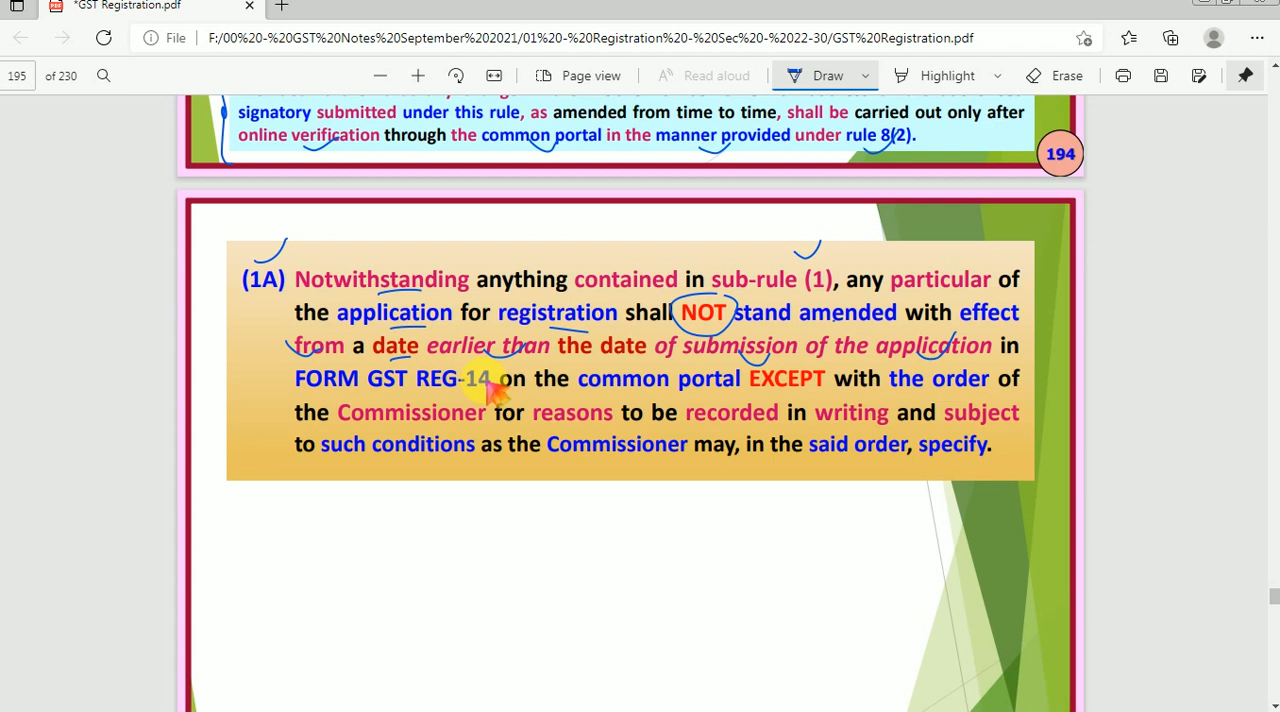 *GST Registration.pdf
File F:/00%20-%20GST%20Notes%20September%202021/01%20-%20Registration%20-%20Sec%20-%2022-30/GST%20Registration.pdf
195 of 230 Page view Read aloud Draw Highlight Erase
signatory submitted under this rule, as amended from time to time, shall be carried out only after
online verification through the common portal in the manner provided under rule 8(2).
194
(1A) Notwithstanding anything contained in sub-rule (1), any particular of
the application for registration shall NOT stand amended with effect
from a date earlier than the date of submission of the application in
FORM GST REG-14 on the common portal EXCEPT with the order of
the Commissioner for reasons to be recorded in writing and subject
to such conditions as the Commissioner may, in the said order, specify.